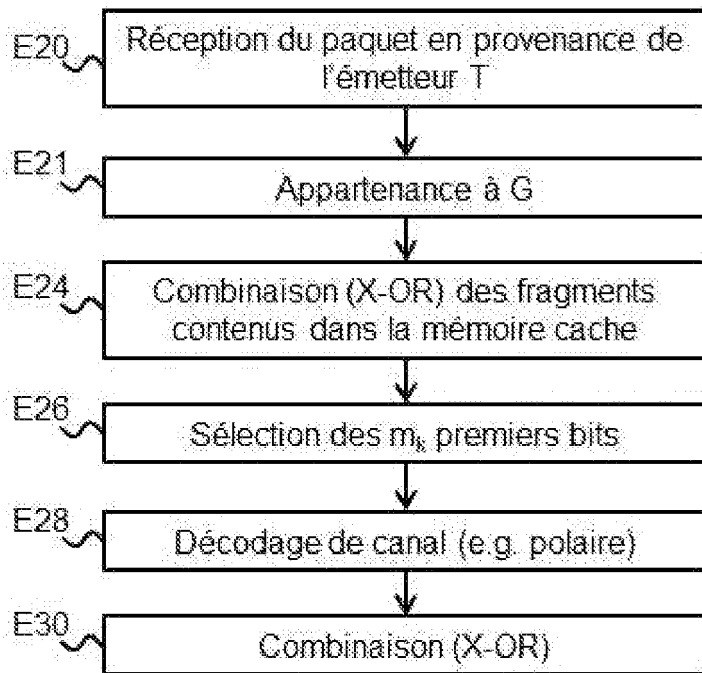 E20
Réception du paquet en provenance de
l'émetteur T
E21
Appartenance à G
E24
Combinaison (X-OR) des fragments
contenus dans la mémoire cache
E26
Sélection des mₖ premiers bits
E28
Décodage de canal (e.g. polaire)
E30
Combinaison (X-OR)